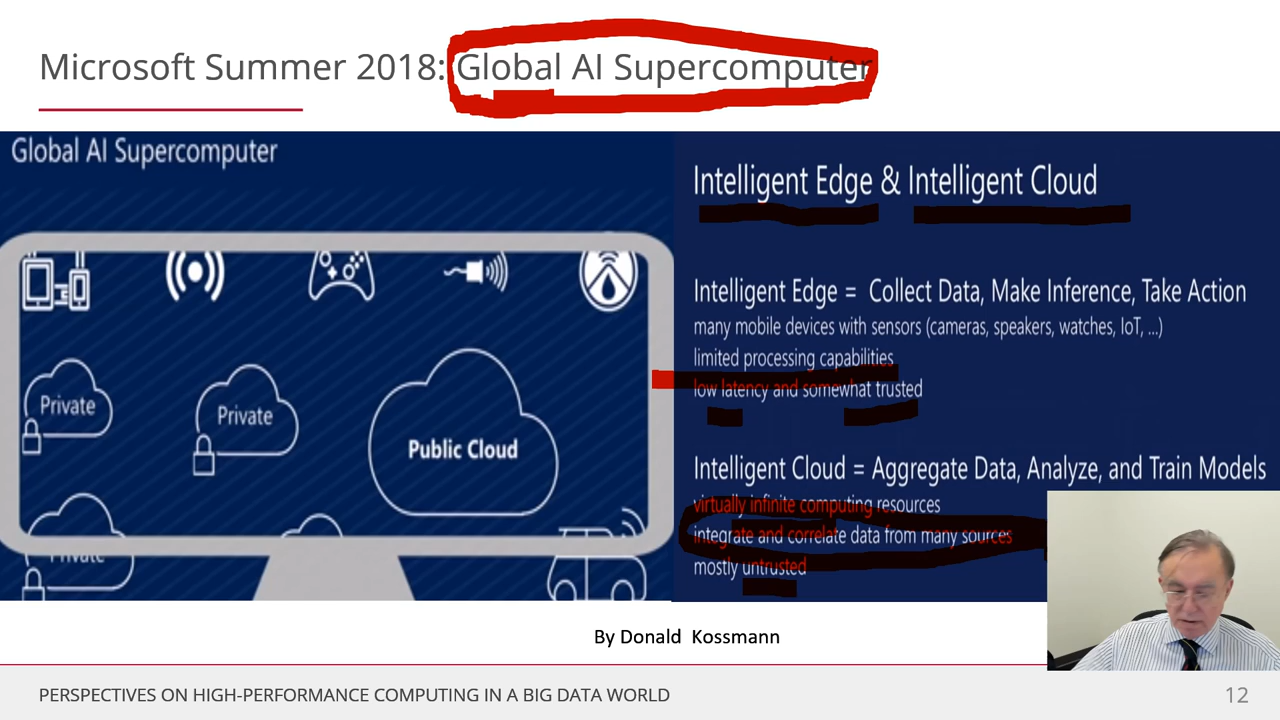 Microsoft Summer 2018: Global AI Supercomputer
Global AI Supercomputer
Private
Private
Public Cloud
Private
Intelligent Edge & Intelligent Cloud
Intelligent Edge = Collect Data, Make Inference, Take Action
many mobile devices with sensors (cameras, speakers, watches, IoT, ...)
limited processing capabilities
low latency and somewhat trusted
Intelligent Cloud = Aggregate Data, Analyze, and Train Models
virtually infinite computing resources
integrate and correlate data from many sources
mostly untrusted
By Donald Kossmann
PERSPECTIVES ON HIGH-PERFORMANCE COMPUTING IN A BIG DATA WORLD
12